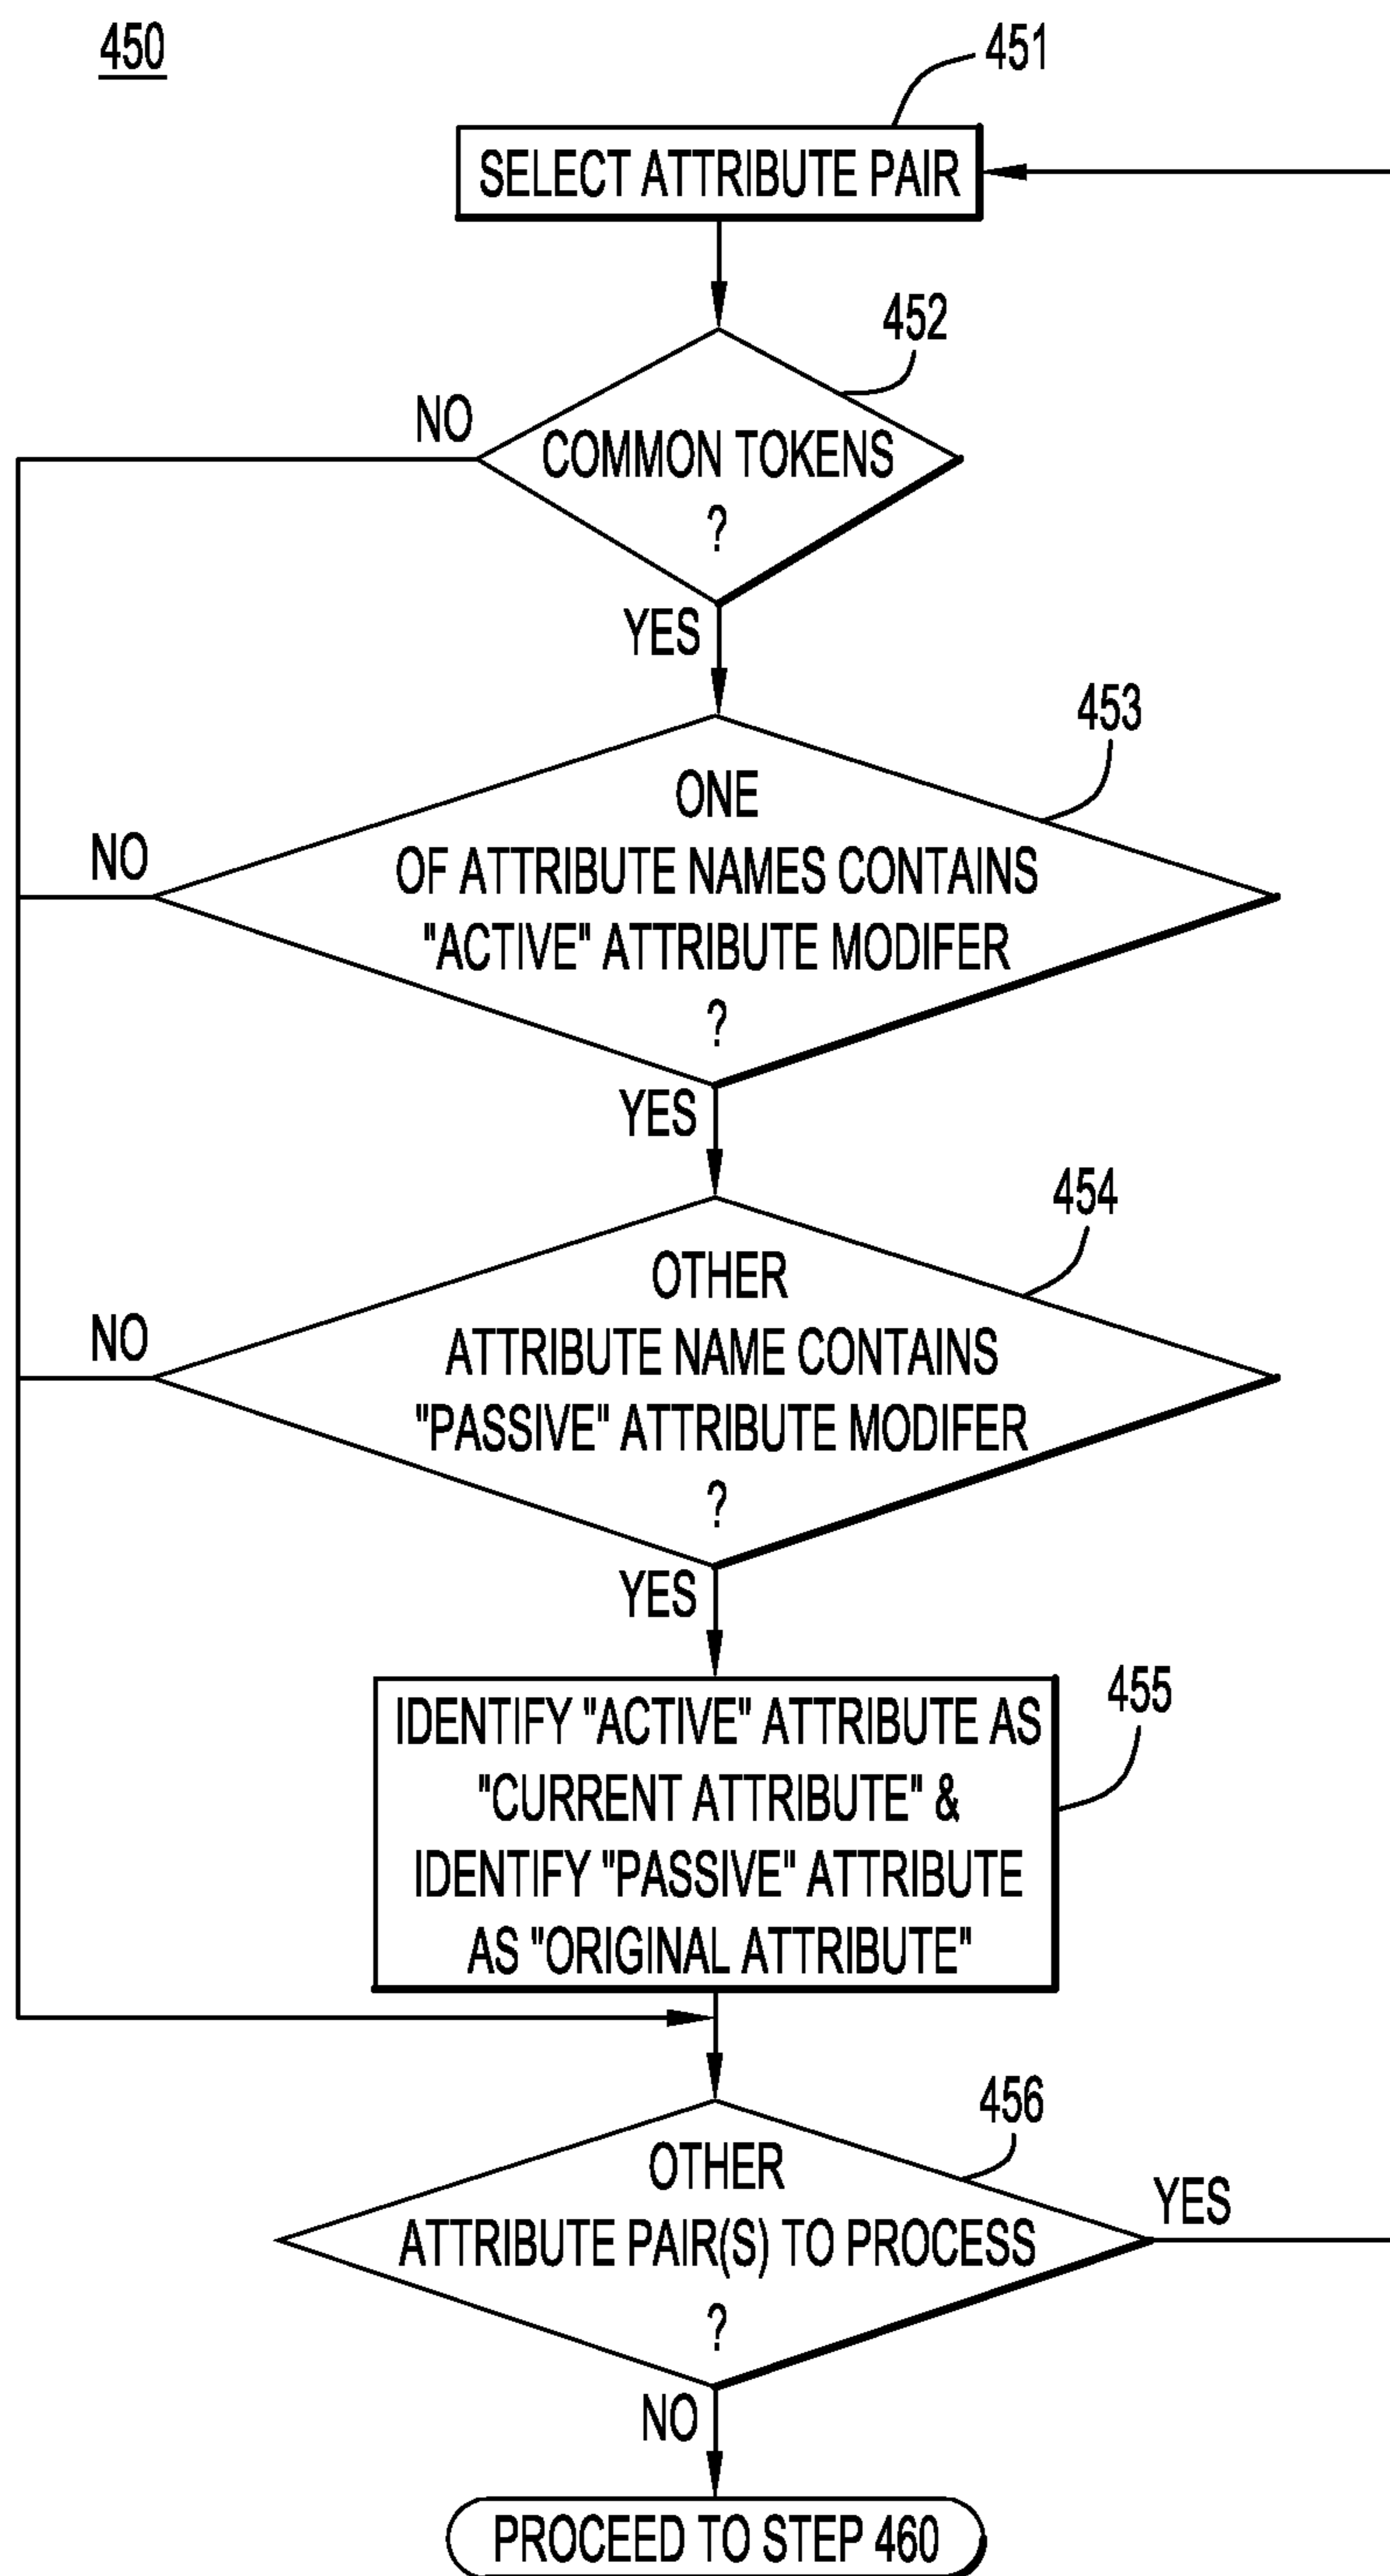 450
451
SELECT ATTRIBUTE PAIR
452
NO
COMMON TOKENS
?
YES
453
ONE
NO
OF ATTRIBUTE NAMES CONTAINS
"ACTIVE" ATTRIBUTE MODIFER
?
YES
454
OTHER
NO
ATTRIBUTE NAME CONTAINS
"PASSIVE" ATTRIBUTE MODIFER
?
YES
455
IDENTIFY "ACTIVE" ATTRIBUTE AS
"CURRENT ATTRIBUTE" &
IDENTIFY "PASSIVE" ATTRIBUTE
AS "ORIGINAL ATTRIBUTE"
456
OTHER
YES
ATTRIBUTE PAIR(S) TO PROCESS
?
NO
PROCEED TO STEP 460